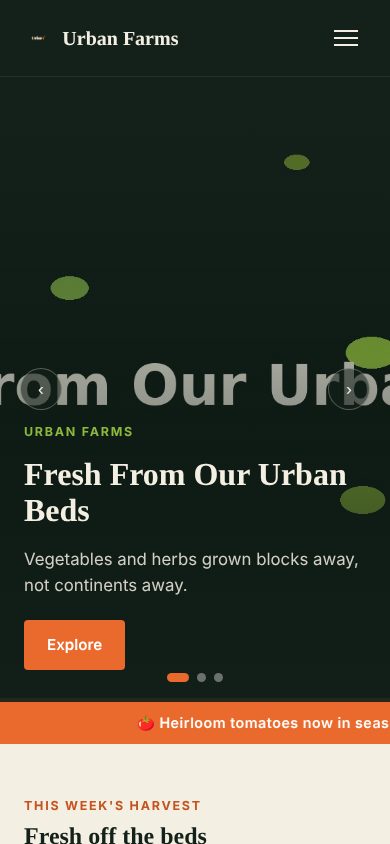 Urban Farms
rom Our Urba
URBAN FARMS
Fresh From Our Urban
Beds
Vegetables and herbs grown blocks away,
not continents away.
Explore
🍅 Heirloom tomatoes now in seas
THIS WEEK'S HARVEST
Fresh off the beds